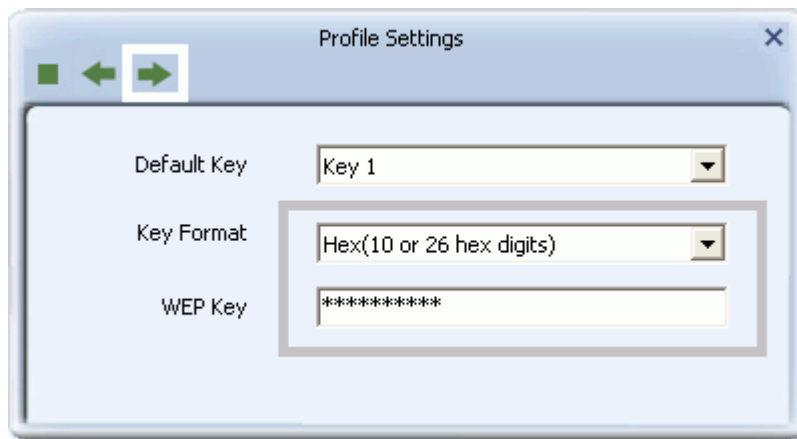 Profile Settings
Default Key Key 1
Key Format Hex(10 or 26 hex digits)
WEP Key **********